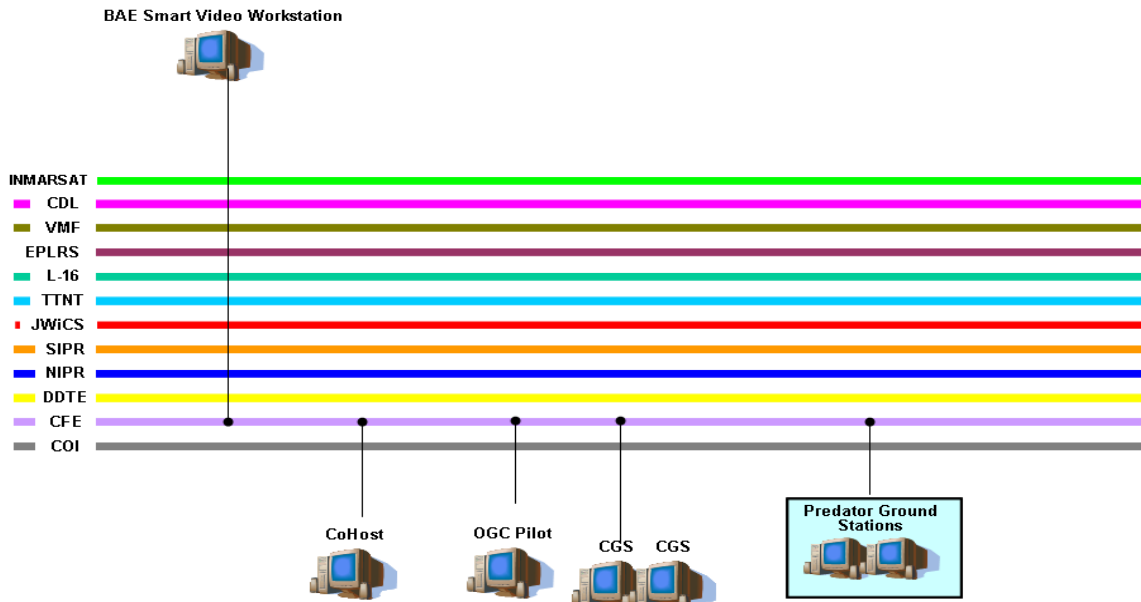 BAE Smart Video Workstation
INMARSAT
CDL
VMF
EPLRS
L-16
TTNT
JWiCS
SIPR
NIPR
DDTE
CFE
COI
CoHost
OGC Pilot
CGS CGS
Predator Ground
Stations